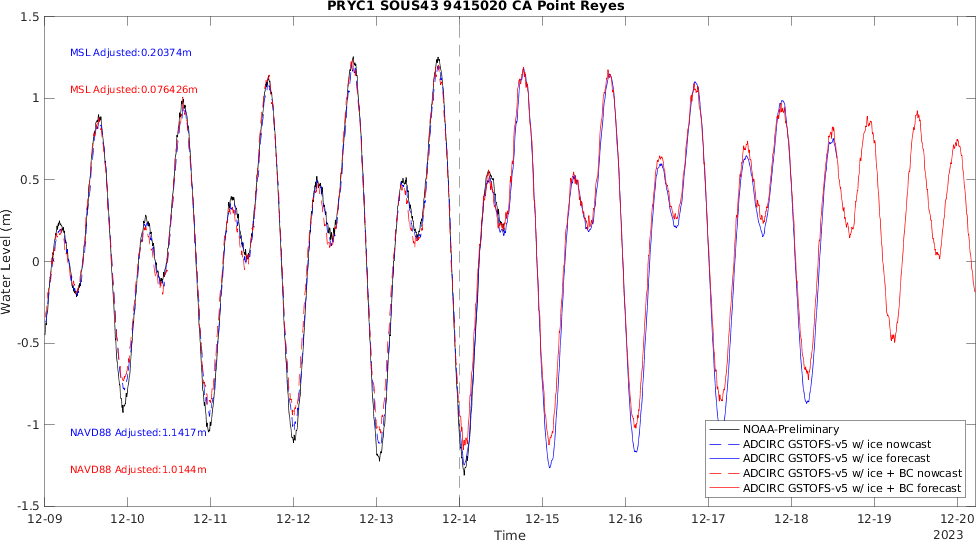 PRYC1 SOUS43 9415020 CA Point Reyes
1.5
1
0.5
0
-0.5
-1
-1.5
Water Level (m)
MSL Adjusted:0.20374m
MSL Adjusted:0.076426m
NAVD88 Adjusted:1.1417m
NAVD88 Adjusted:1.0144m
NOAA-Preliminary
ADCIRC GSTOFS-v5 w/ ice nowcast
ADCIRC GSTOFS-v5 w/ ice forecast
ADCIRC GSTOFS-v5 w/ ice + BC nowcast
ADCIRC GSTOFS-v5 w/ ice + BC forecast
12-09 12-10 12-11 12-12 12-13 12-14 12-15 12-16 12-17 12-18 12-19 12-20
Time
2023